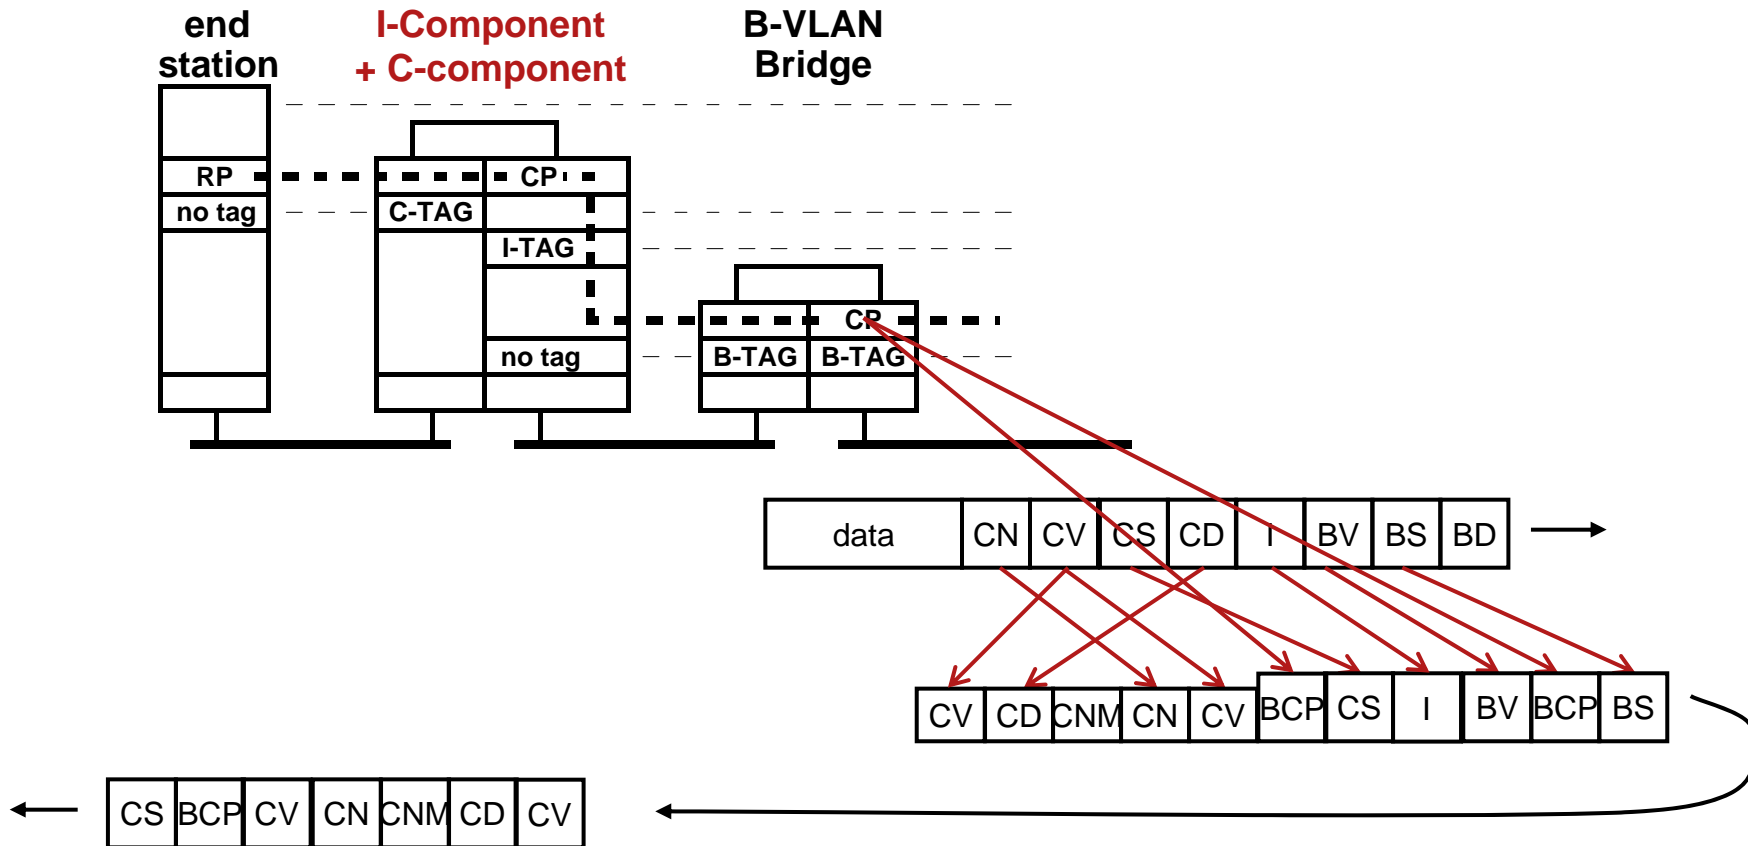 end station
I-Component + C-component
B-VLAN Bridge
RP
CP
no tag
C-TAG
I-TAG
CP
no tag
B-TAG
B-TAG
data
CN
CV
CS
CD
I
BV
BS
BD
CV
CD
CNM
CN
CV
BCP
CS
I
BV
BCP
BS
CS
BCP
CV
CN
CNM
CD
CV